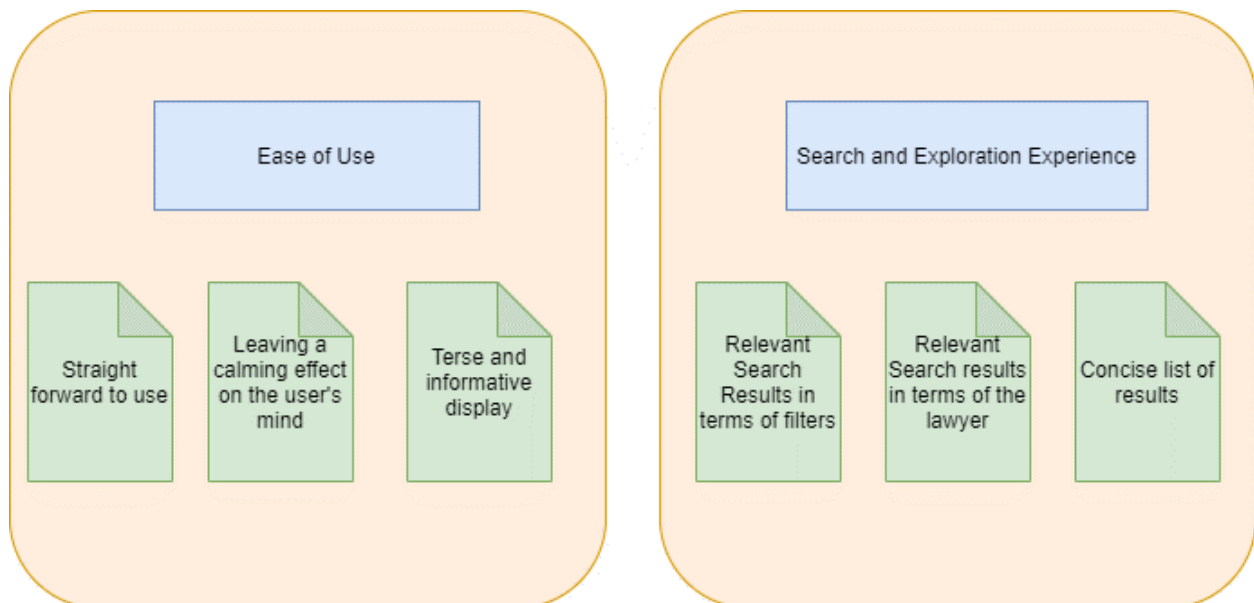 Ease of Use
Straight
forward to use
Leaving a
calming effect
on the user's
mind
Terse and
informative
display
Search and Exploration Experience
Relevant
Search
Results in
terms of filters
Relevant
Search results
in terms of the
lawyer
Concise list of
results